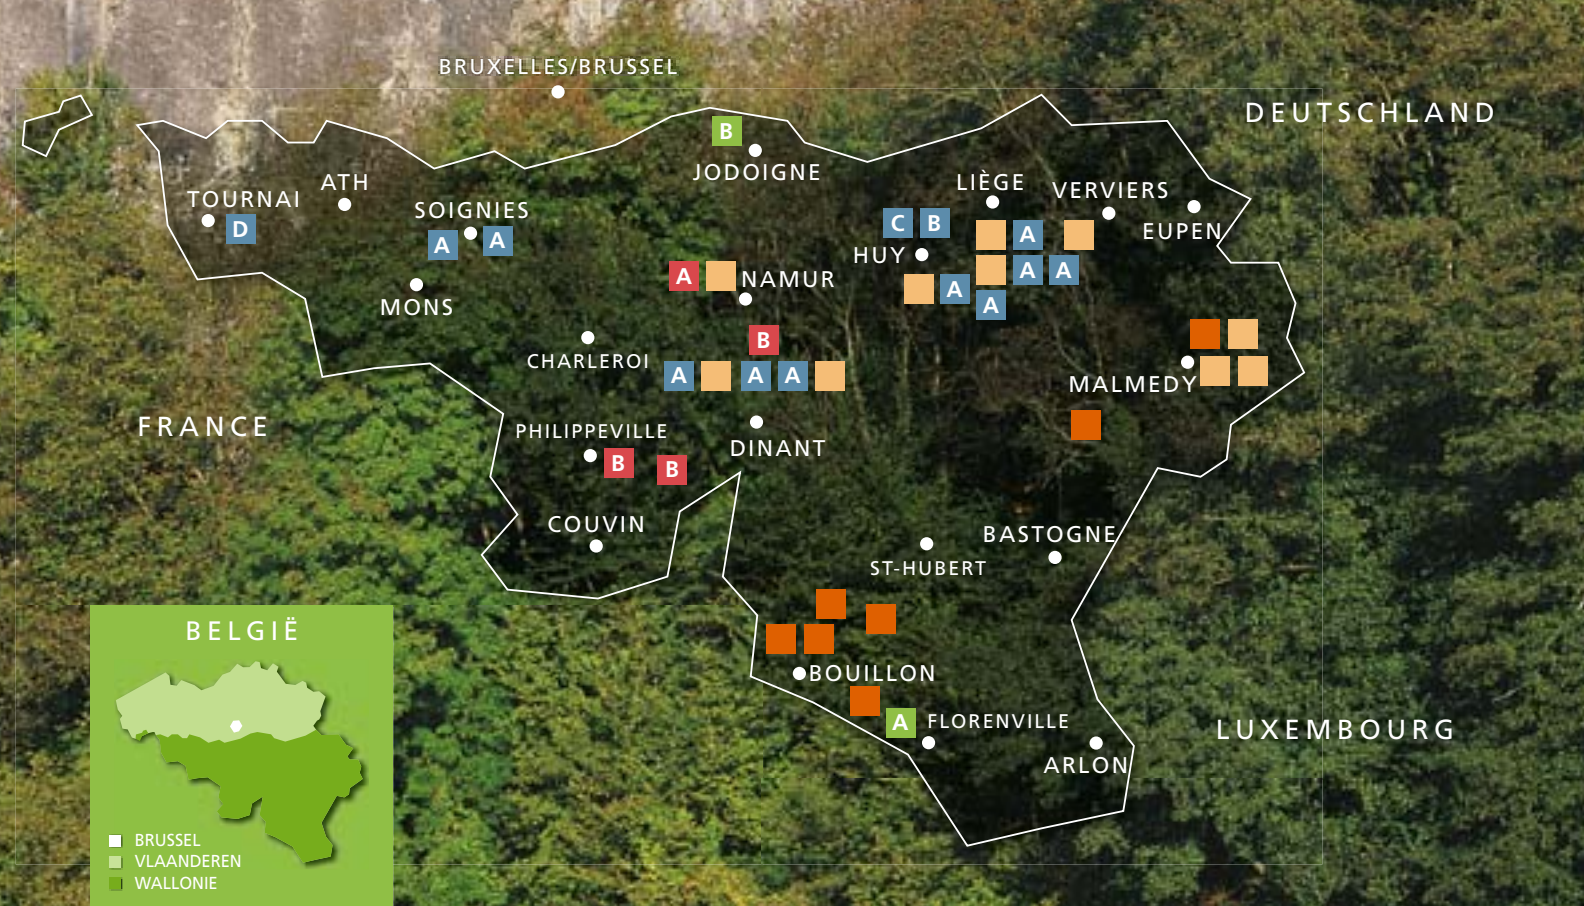 BRUXELLES/BRUSSEL
DEUTSCHLAND
B
JODOIGNE
TOURNAI
ATH
D
SOIGNIES
A A
MONS
LIÈGE
VERVIERS
EUPEN
C B
HUY
A
A A
A
A
A
NAMUR
B
CHARLEROI
A A A
MALMEDY
FRANCE
PHILIPPEVILLE
B B
DINANT
COUVIN
BASTOGNE
ST-HUBERT
BOUILLON
A
FLORENVILLE
ARLON
LUXEMBOURG
BELGIË
BRUSSEL
VLAANDEREN
WALLONIE